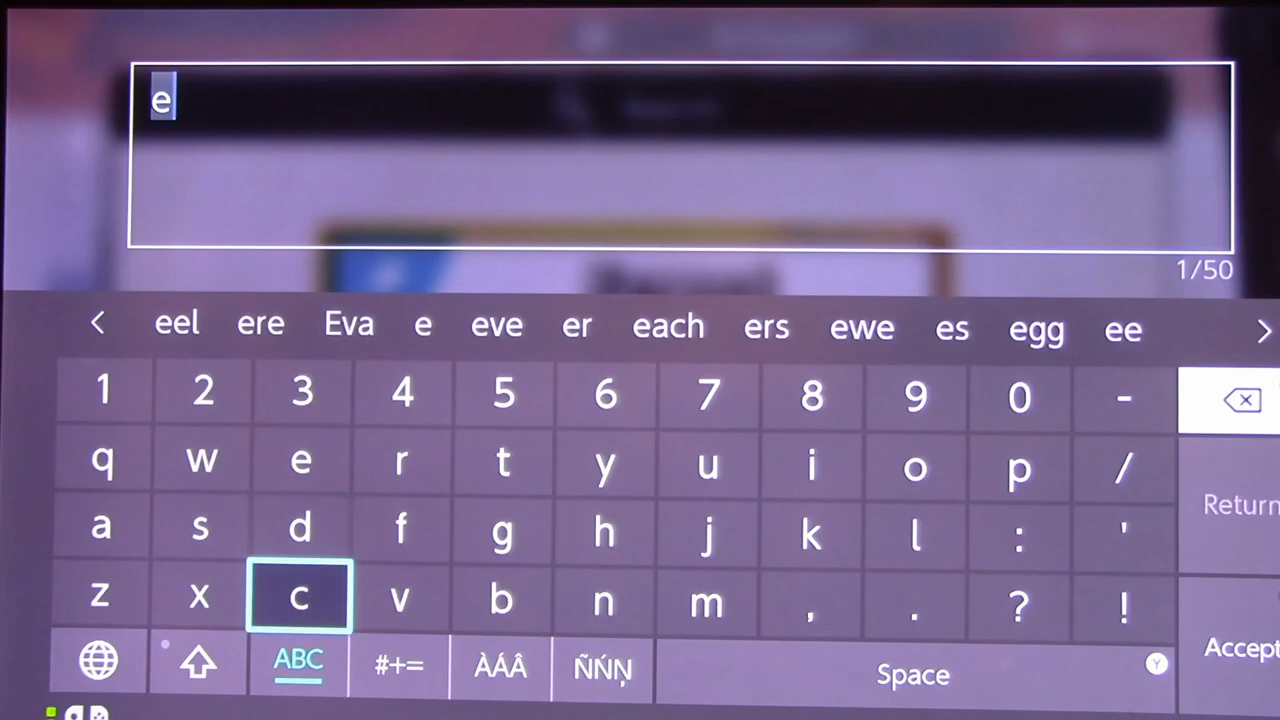 e
1/50
< eel ere Eva e eve er each ers ewe es egg ee >
1 2 3 4 5 6 7 8 9 0 -
q w e r t y u i o p /
Return
a s d f g h j k l : '
z x c v b n m , . ? !
Accept
ABC #+= ÀÁÂ ÑŃŅ Space Y